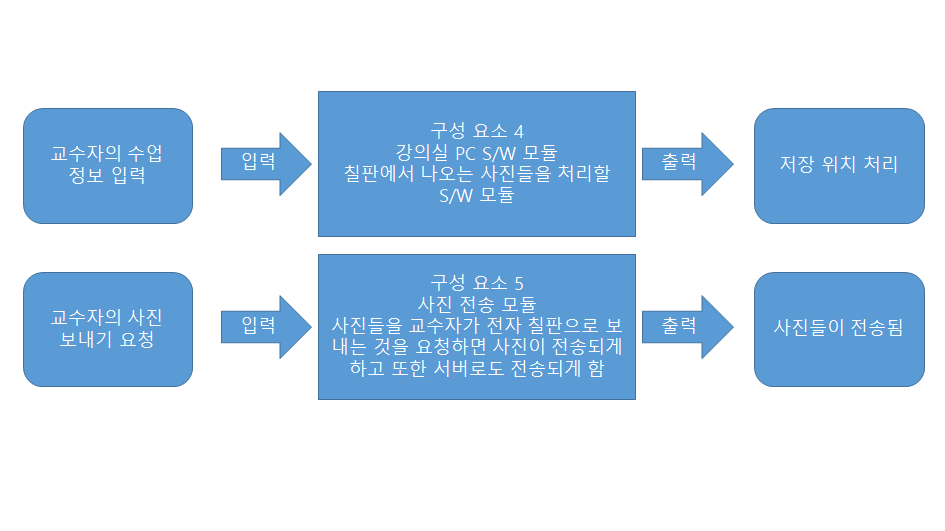 교수자의 수업
정보 입력
입력
구성 요소 4
강의실 PC S/W 모듈
칠판에서 나오는 사진들을 처리할
S/W 모듈
출력
저장 위치 처리
교수자의 사진
보내기 요청
입력
구성 요소 5
사진 전송 모듈
사진들을 교수자가 전자 칠판으로 보
내는 것을 요청하면 사진이 전송되게
하고 또한 서버로도 전송되게 함
출력
사진들이 전송됨